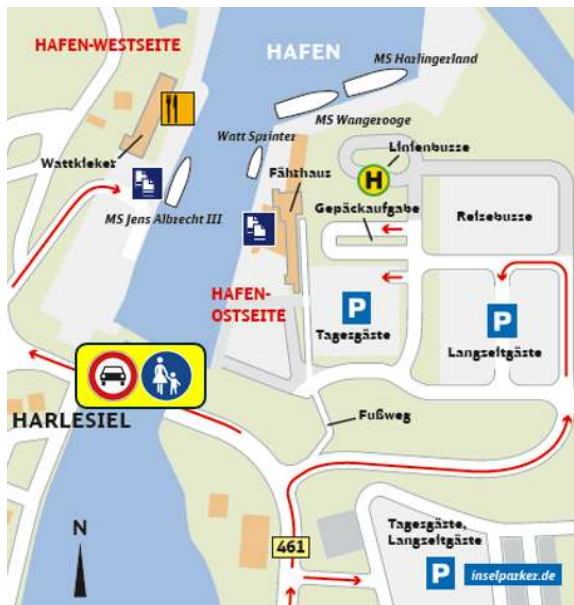 HAFEN-WESTSEITE
HAFEN
MS Harlingerland
MS Wangerooge
Watt Sprinter
Linienbusse
Wattkieker
Fährhaus
H
Gepäckaufgabe
Reisebusse
MS Jens Albrecht III
HAFEN-
OSTSEITE
P
Tagesgäste
P
Langzeitgäste
HARLESIEL
Fußweg
N
461
Tagesgäste,
Langzeitgäste
P
inselparker.de